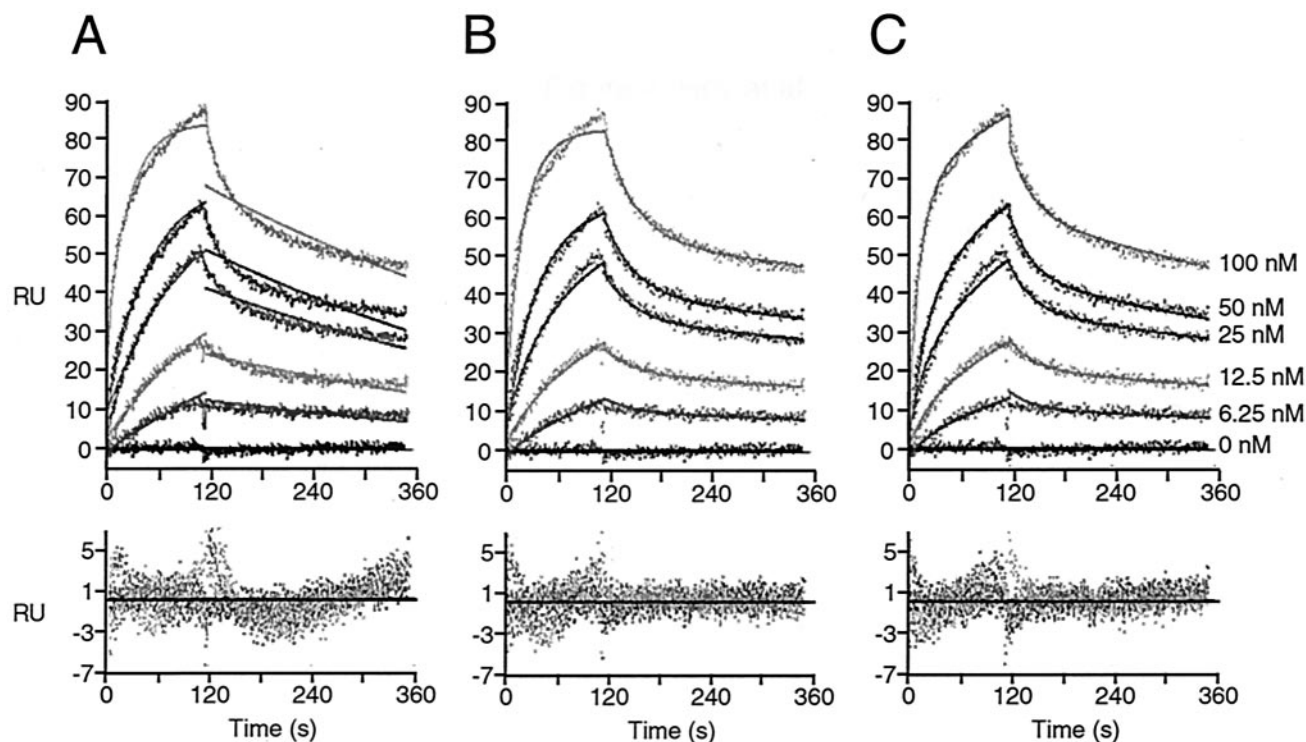 A B C
90 90 90
80 80 80
70 70 70
60 60 60
50 50 50
40 40 40
30 30 30
20 20 20
10 10 10
0 0 0
RU
100 nM
50 nM
25 nM
12.5 nM
6.25 nM
0 nM
0 120 240 360 0 120 240 360 0 120 240 360
5 5 5
1 1 1
-3 -3 -3
-7 -7 -7
RU
0 120 240 360 0 120 240 360 0 120 240 360
Time (s) Time (s) Time (s)